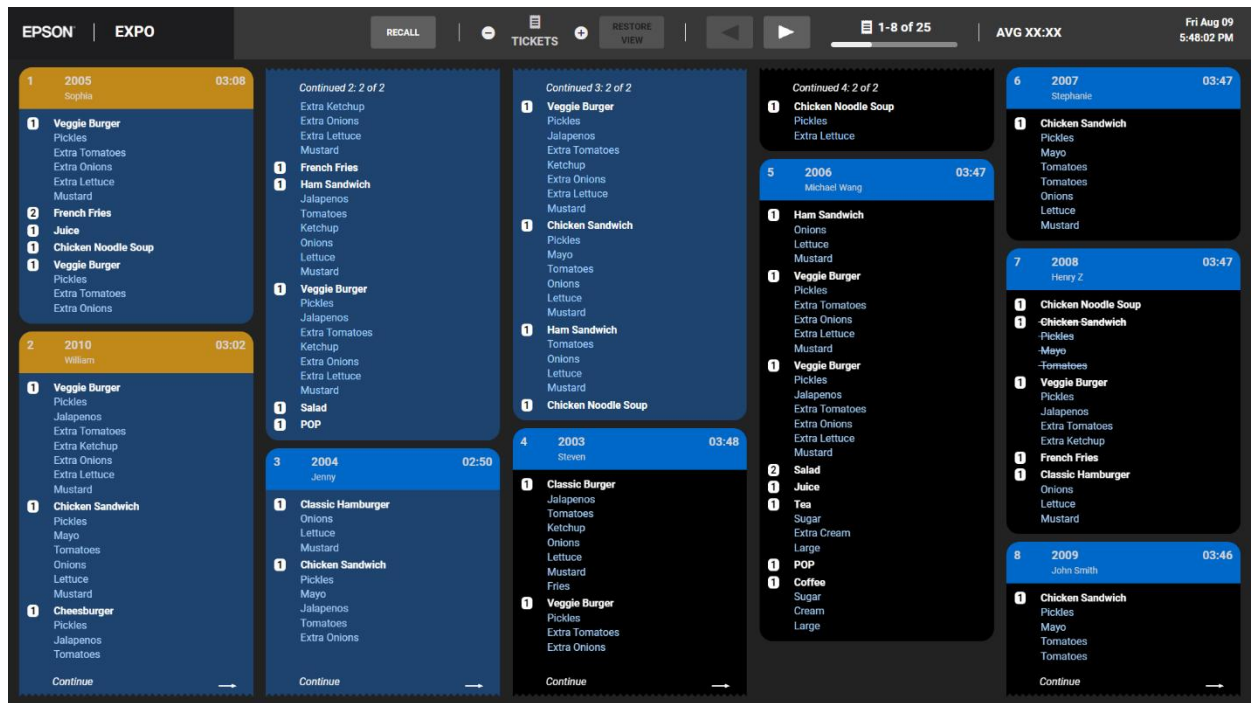 EPSON EXPO
RECALL
TICKETS
RESTORE
VIEW
1-8 of 25
AVG XX:XX
Fri Aug 09
5:48:02 PM
1 2005 03:08
Sophia
1 Veggie Burger
Pickles
Extra Tomatoes
Extra Onions
Extra Lettuce
Mustard
2 French Fries
1 Juice
1 Chicken Noodle Soup
1 Veggie Burger
Pickles
Extra Tomatoes
Extra Onions
2 2010 03:02
William
1 Veggie Burger
Pickles
Jalapenos
Extra Tomatoes
Extra Ketchup
Extra Onions
Extra Lettuce
Mustard
1 Chicken Sandwich
Pickles
Mayo
Tomatoes
Onions
Lettuce
Mustard
1 Cheesburger
Pickles
Jalapenos
Tomatoes
Continue
Continued 2: 2 of 2
Extra Ketchup
Extra Onions
Extra Lettuce
Mustard
1 French Fries
1 Ham Sandwich
Jalapenos
Tomatoes
Ketchup
Onions
Lettuce
Mustard
1 Veggie Burger
Pickles
Jalapenos
Extra Tomatoes
Ketchup
Extra Onions
Extra Lettuce
Mustard
1 Salad
1 POP
3 2004 02:50
Jenny
1 Classic Hamburger
Onions
Lettuce
Mustard
1 Chicken Sandwich
Pickles
Mayo
Jalapenos
Tomatoes
Extra Onions
Continue
Continued 3: 2 of 2
1 Veggie Burger
Pickles
Jalapenos
Extra Tomatoes
Ketchup
Extra Onions
Extra Lettuce
Mustard
1 Chicken Sandwich
Pickles
Mayo
Tomatoes
Onions
Lettuce
Mustard
1 Ham Sandwich
Tomatoes
Onions
Lettuce
Mustard
1 Chicken Noodle Soup
4 2003 03:48
Steven
1 Classic Burger
Jalapenos
Tomatoes
Ketchup
Onions
Lettuce
Mustard
Fries
1 Veggie Burger
Pickles
Extra Tomatoes
Extra Onions
Continue
Continued 4: 2 of 2
1 Chicken Noodle Soup
Pickles
Extra Lettuce
5 2006 03:47
Michael Wang
1 Ham Sandwich
Onions
Lettuce
Mustard
1 Veggie Burger
Pickles
Extra Tomatoes
Extra Onions
Extra Lettuce
Mustard
1 Veggie Burger
Pickles
Jalapenos
Extra Tomatoes
Extra Onions
Extra Lettuce
Mustard
2 Salad
1 Juice
1 Tea
Sugar
Extra Cream
Large
1 POP
1 Coffee
Sugar
Cream
Large
6 2007 03:47
Stephanie
1 Chicken Sandwich
Pickles
Mayo
Tomatoes
Tomatoes
Onions
Lettuce
Mustard
7 2008 03:47
Henry Z
1 Chicken Noodle Soup
1 Chicken Sandwich
Pickles
Mayo
Tomatoes
1 Veggie Burger
Pickles
Jalapenos
Extra Tomatoes
Extra Ketchup
1 French Fries
1 Classic Hamburger
Onions
Lettuce
Mustard
8 2009 03:46
John Smith
1 Chicken Sandwich
Pickles
Mayo
Tomatoes
Tomatoes
Continue